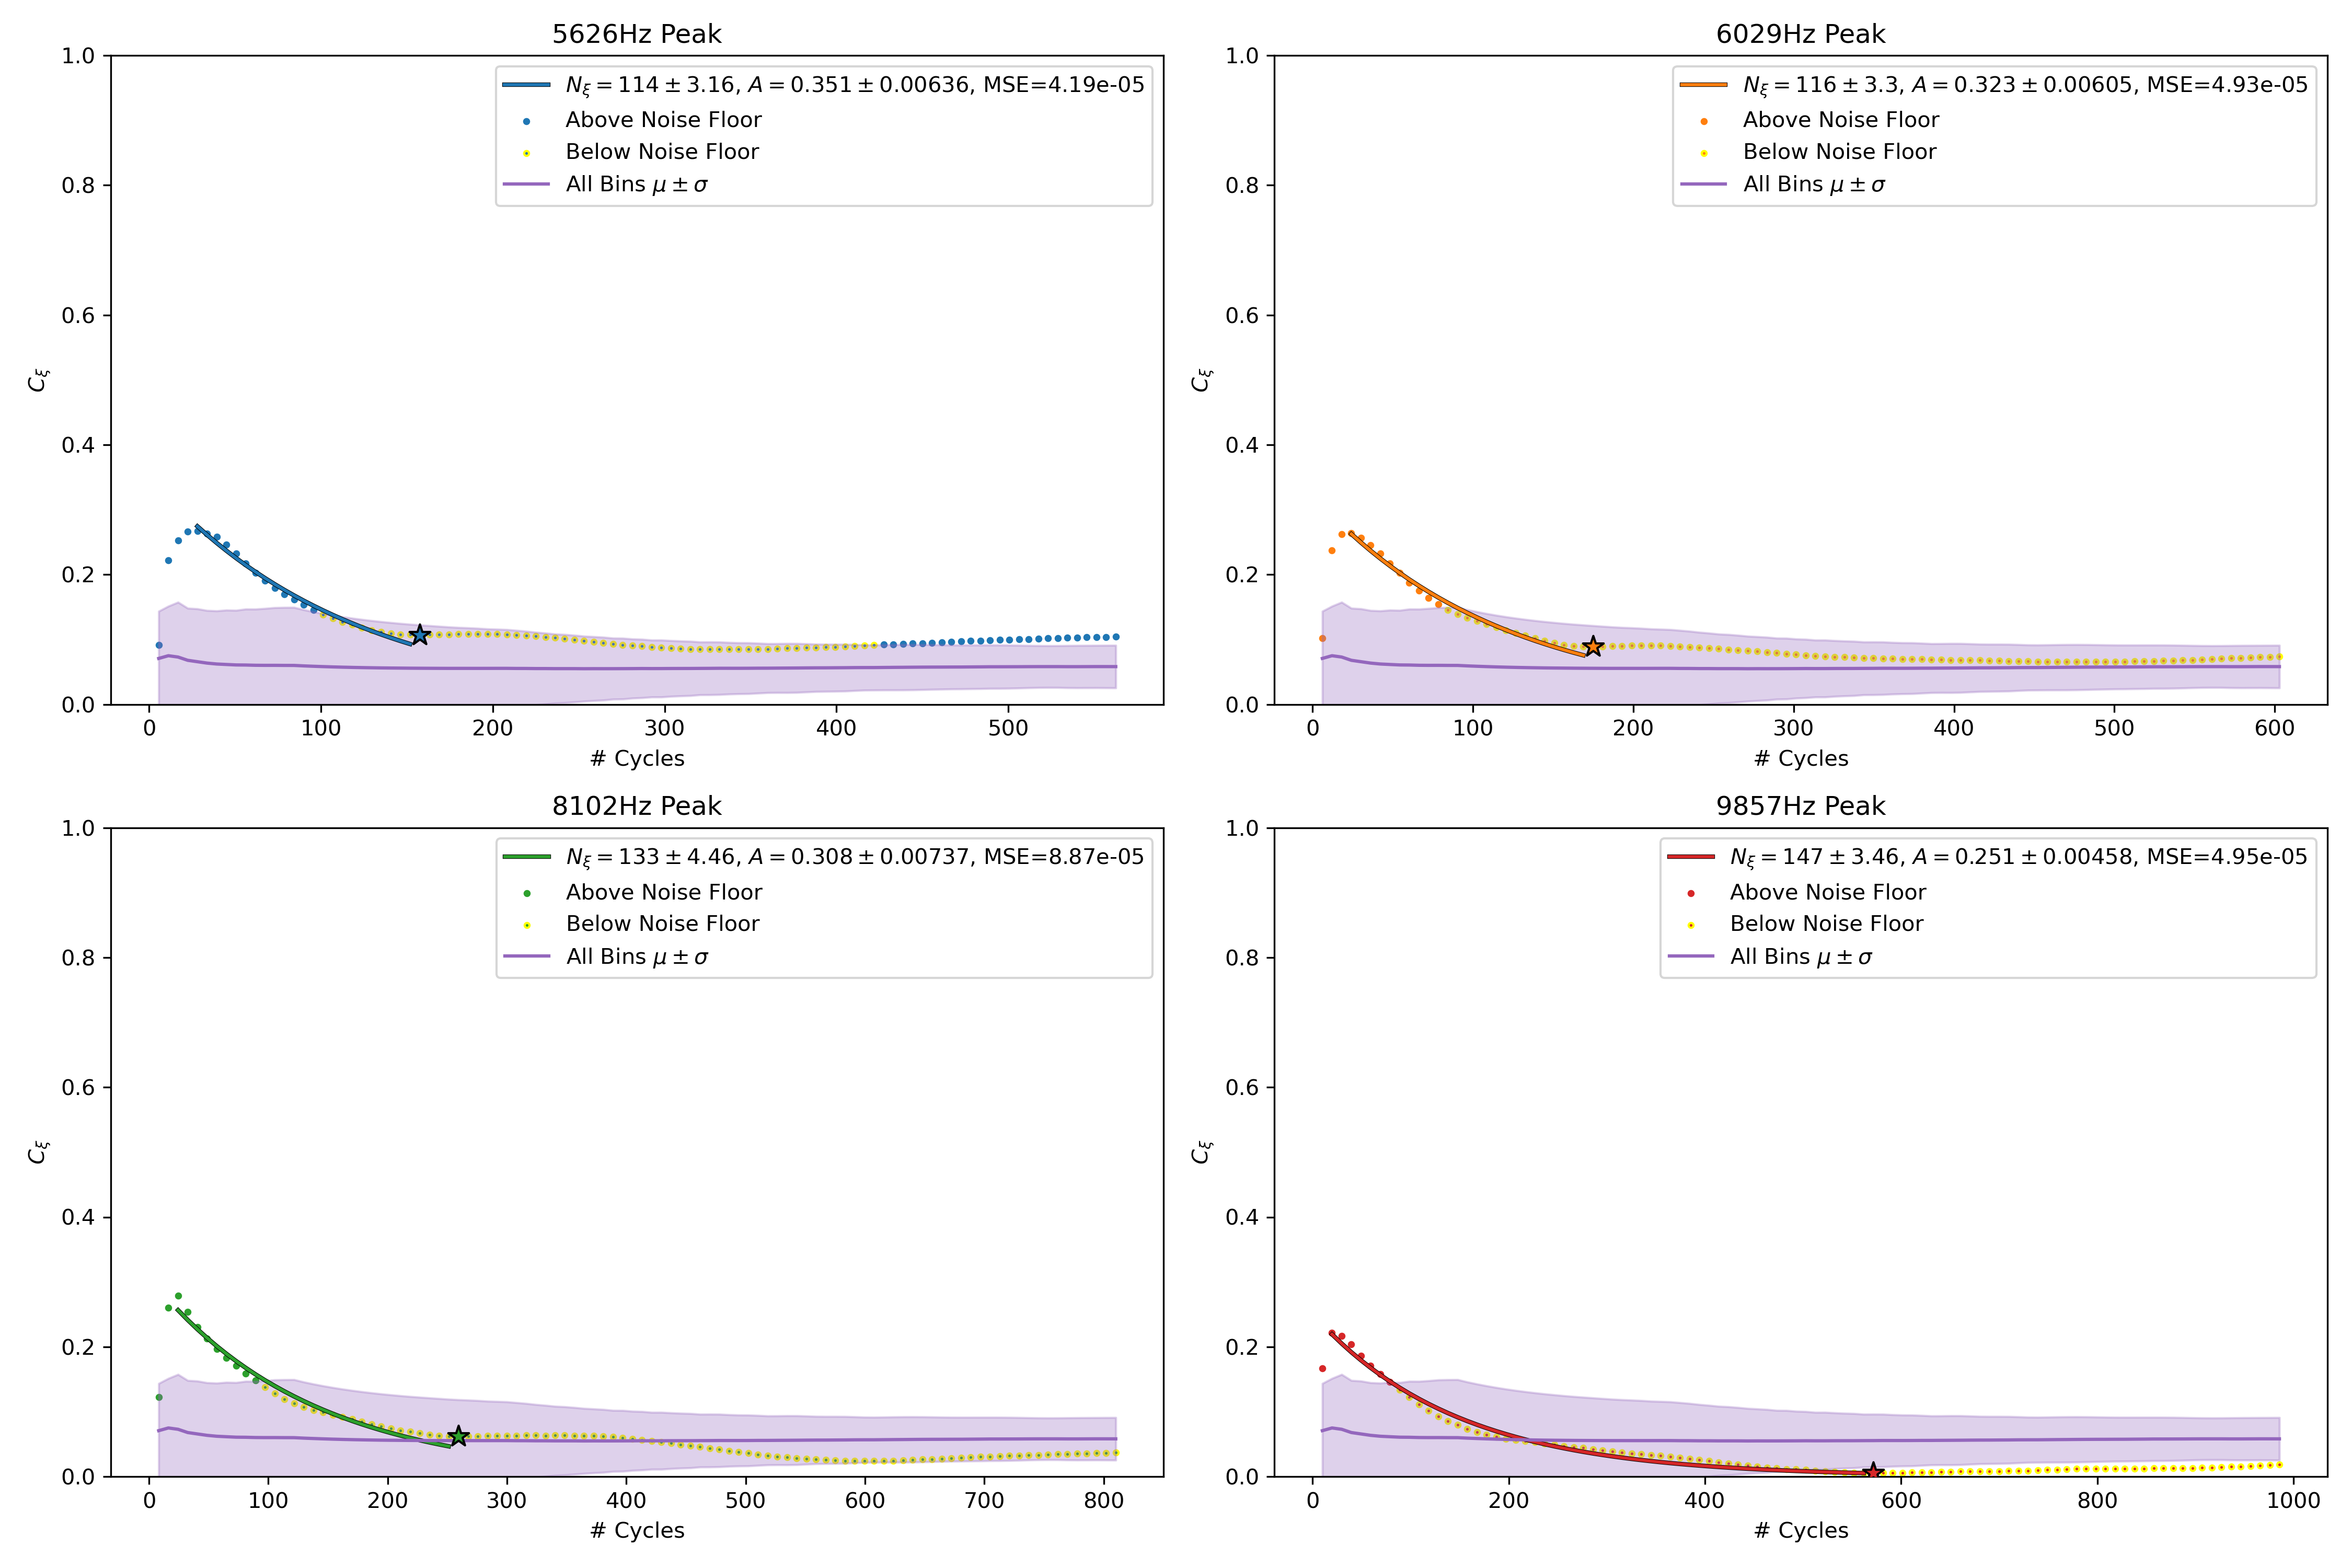 5626Hz Peak
1.0
0.8
0.6
0.4
0.2
0.0
C_ξ
N_ξ = 114 ± 3.16, A = 0.351 ± 0.00636, MSE=4.19e-05
Above Noise Floor
Below Noise Floor
All Bins μ ± σ
0 100 200 300 400 500
# Cycles
6029Hz Peak
1.0
0.8
0.6
0.4
0.2
0.0
C_ξ
N_ξ = 116 ± 3.3, A = 0.323 ± 0.00605, MSE=4.93e-05
Above Noise Floor
Below Noise Floor
All Bins μ ± σ
0 100 200 300 400 500 600
# Cycles
8102Hz Peak
1.0
0.8
0.6
0.4
0.2
0.0
C_ξ
N_ξ = 133 ± 4.46, A = 0.308 ± 0.00737, MSE=8.87e-05
Above Noise Floor
Below Noise Floor
All Bins μ ± σ
0 100 200 300 400 500 600 700 800
# Cycles
9857Hz Peak
1.0
0.8
0.6
0.4
0.2
0.0
C_ξ
N_ξ = 147 ± 3.46, A = 0.251 ± 0.00458, MSE=4.95e-05
Above Noise Floor
Below Noise Floor
All Bins μ ± σ
0 200 400 600 800 1000
# Cycles